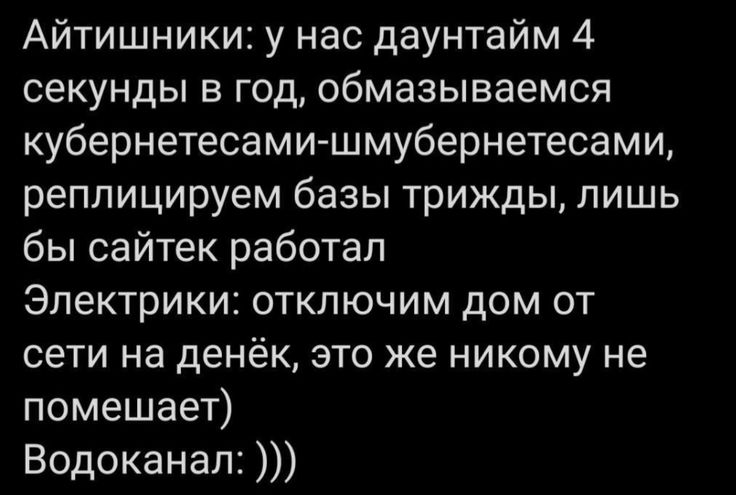 Айтишники: у нас даунтайм 4
секунды в год, обмазываемся
кубернетесами-шмубернетесами,
реплицируем базы трижды, лишь
бы сайтек работал
Электрики: отключим дом от
сети на денёк, это же никому не
помешает)
Водоканал: )))